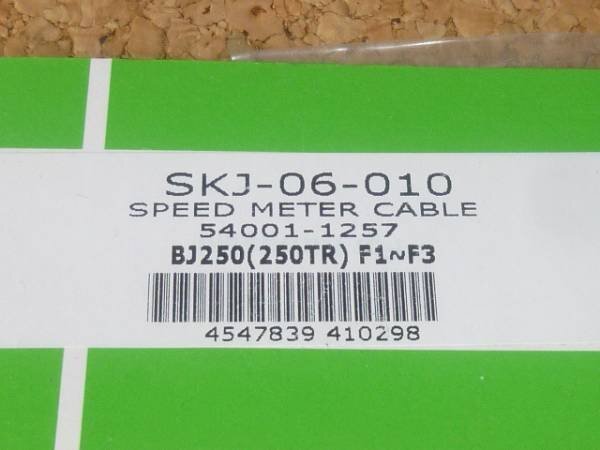 SKJ-06-010
SPEED METER CABLE
54001-1257
BJ250(250TR) F1~F3
4547839 410298